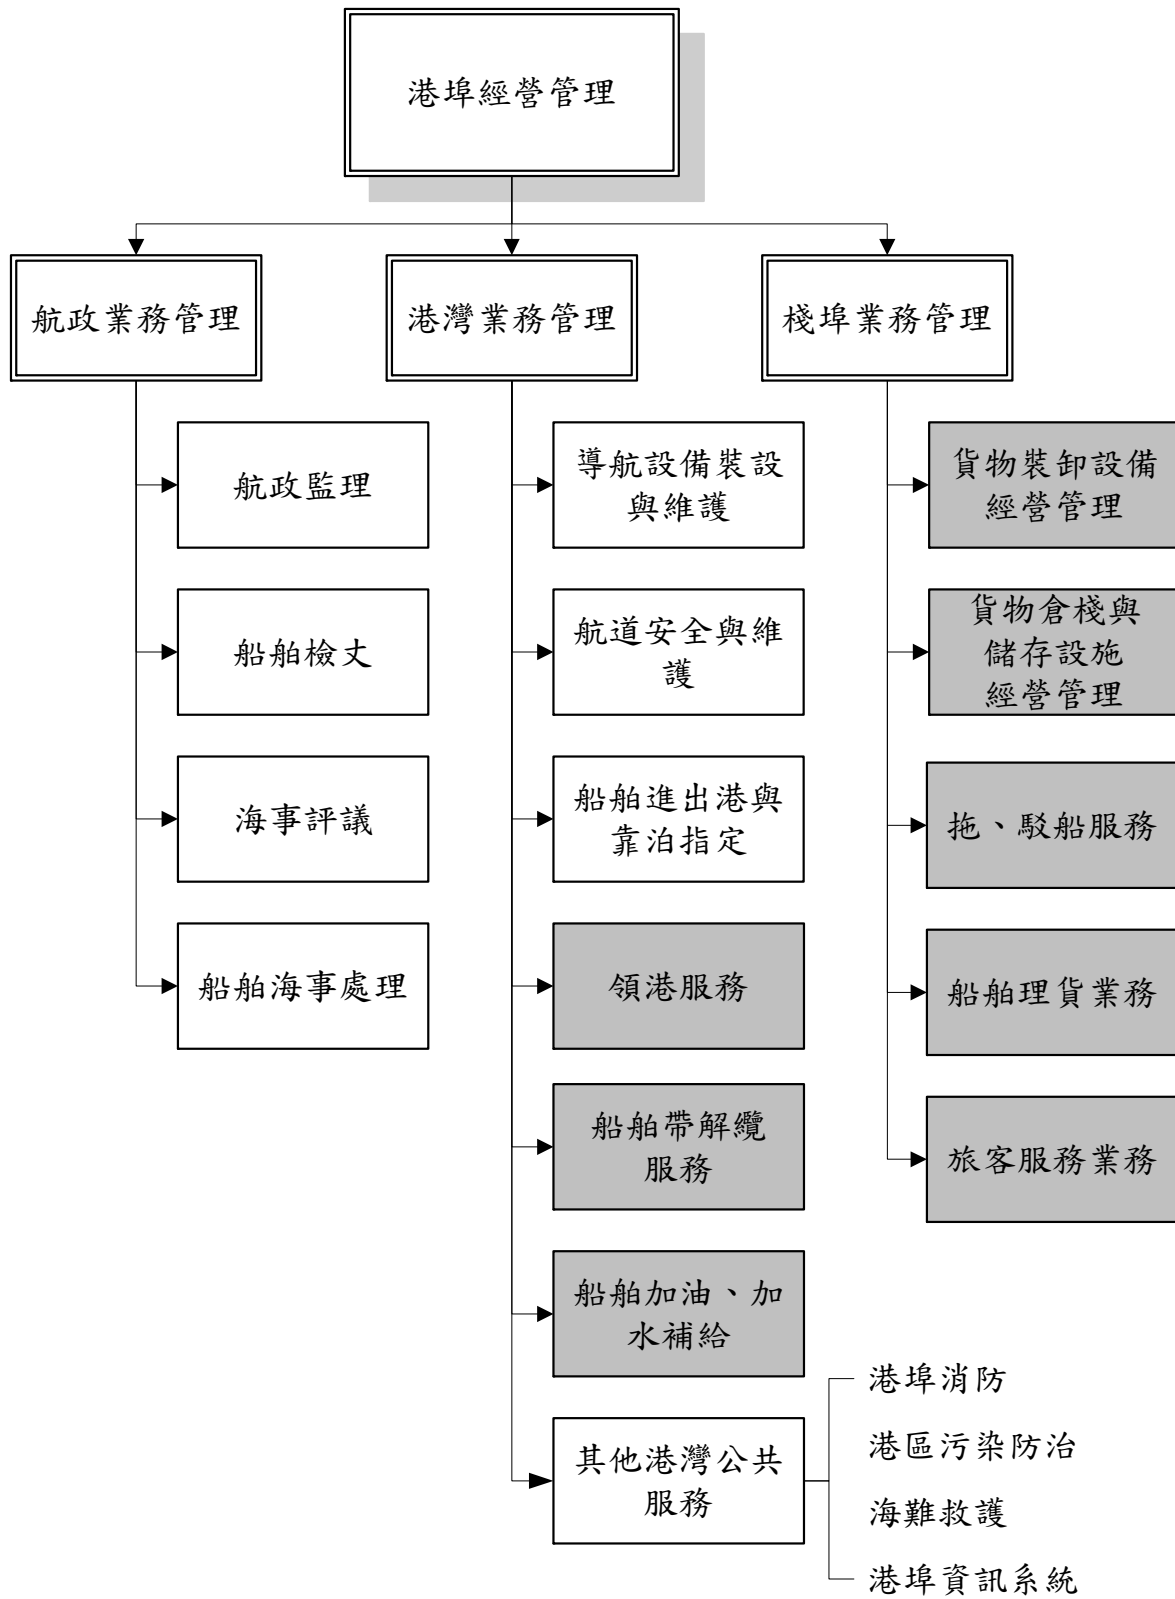 港埠經營管理
航政業務管理
港灣業務管理
棧埠業務管理
航政監理
船舶檢丈
海事評議
船舶海事處理
導航設備裝設
與維護
航道安全與維
護
船舶進出港與
靠泊指定
領港服務
船舶帶解纜
服務
船舶加油、加
水補給
其他港灣公共
服務
港埠消防
港區污染防治
海難救護
港埠資訊系統
貨物裝卸設備
經營管理
貨物倉棧與
儲存設施
經營管理
拖、駁船服務
船舶理貨業務
旅客服務業務